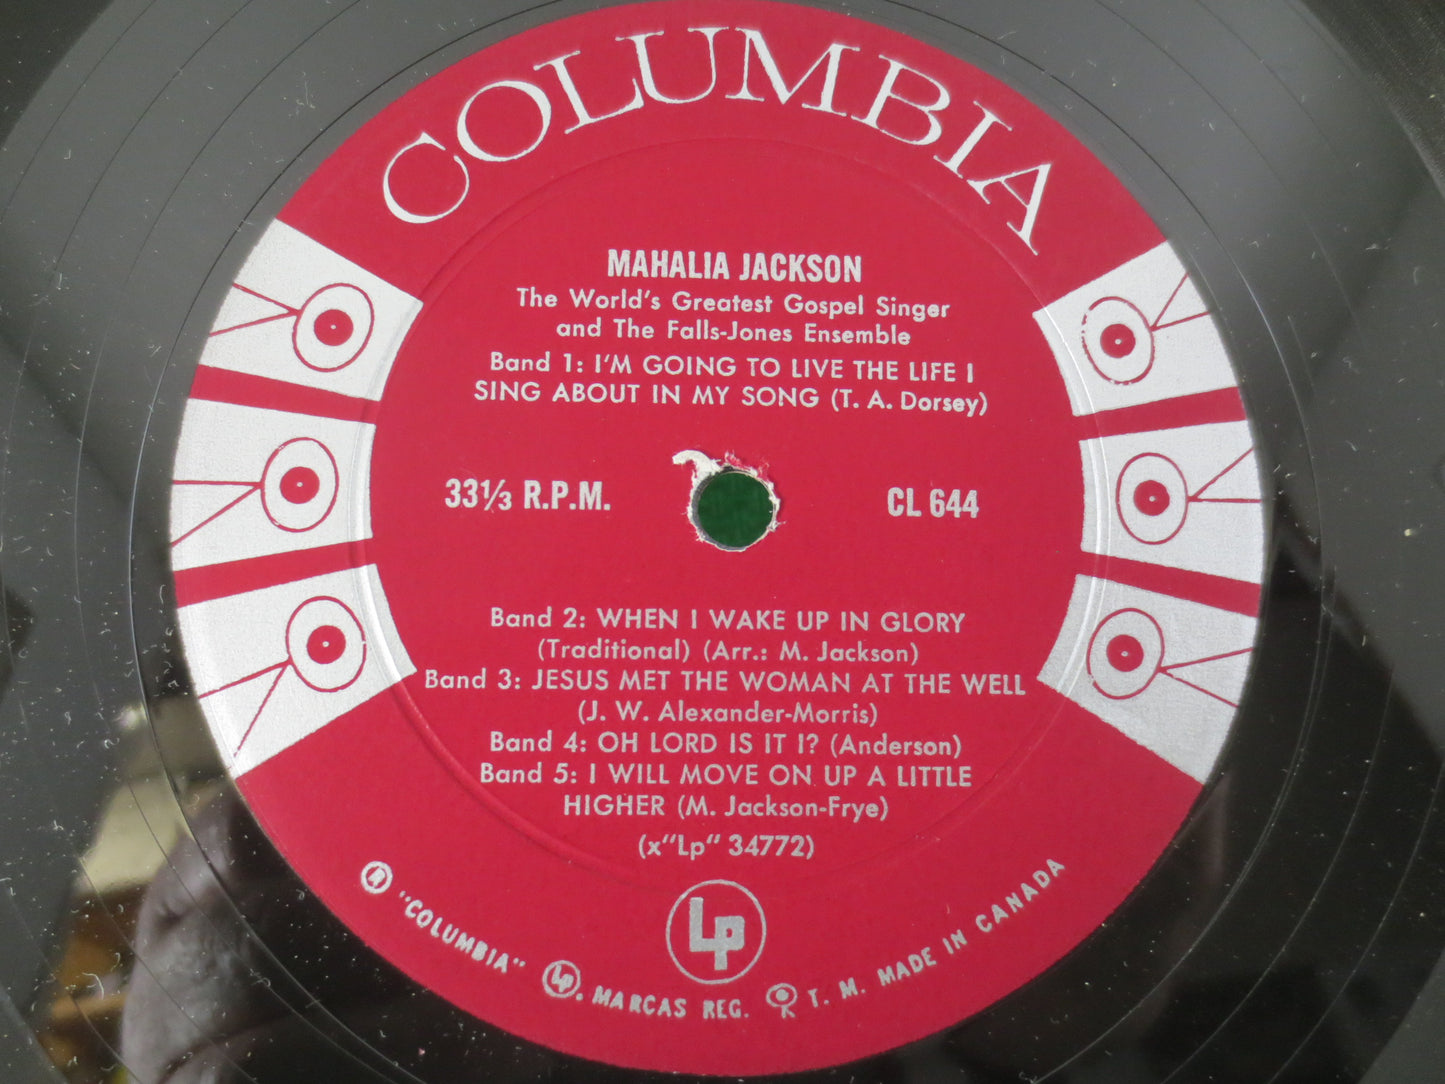 COLUMBIA
MAHALIA JACKSON
The World's Greatest Gospel Singer
and The Falls-Jones Ensemble
Band 1: I'M GOING TO LIVE THE LIFE I
SING ABOUT IN MY SONG (T. A. Dorsey)
33⅓ R.P.M.
CL 644
Band 2: WHEN I WAKE UP IN GLORY
(Traditional) (Arr.: M. Jackson)
Band 3: JESUS MET THE WOMAN AT THE WELL
(J. W. Alexander-Morris)
Band 4: OH LORD IS IT I? (Anderson)
Band 5: I WILL MOVE ON UP A LITTLE
HIGHER (M. Jackson-Frye)
(x"Lp" 34772)
Lp
® "COLUMBIA" Lp. MARCAS REG. T. M. MADE IN CANADA